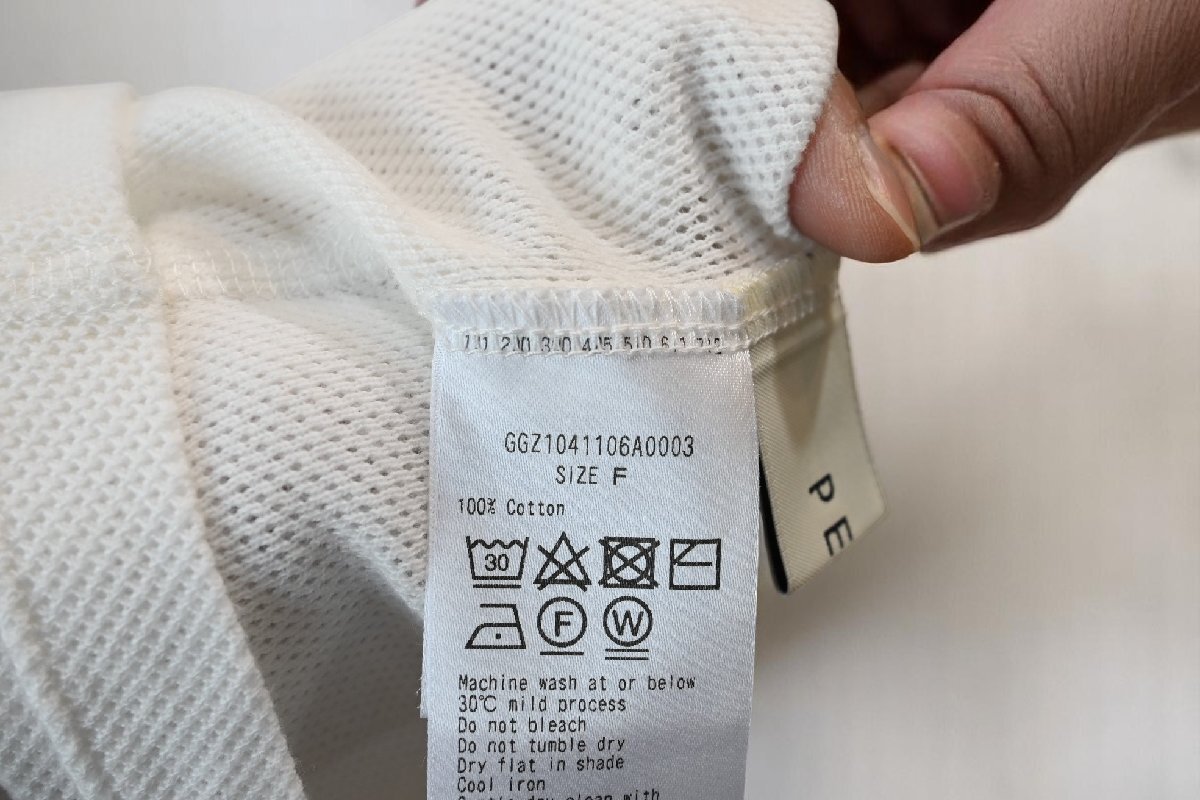 GGZ1041106A0003
SIZE F
100% Cotton
30
F W
Machine wash at or below
30℃ mild process
Do not bleach
Do not tumble dry
Dry flat in shade
Cool iron
PE